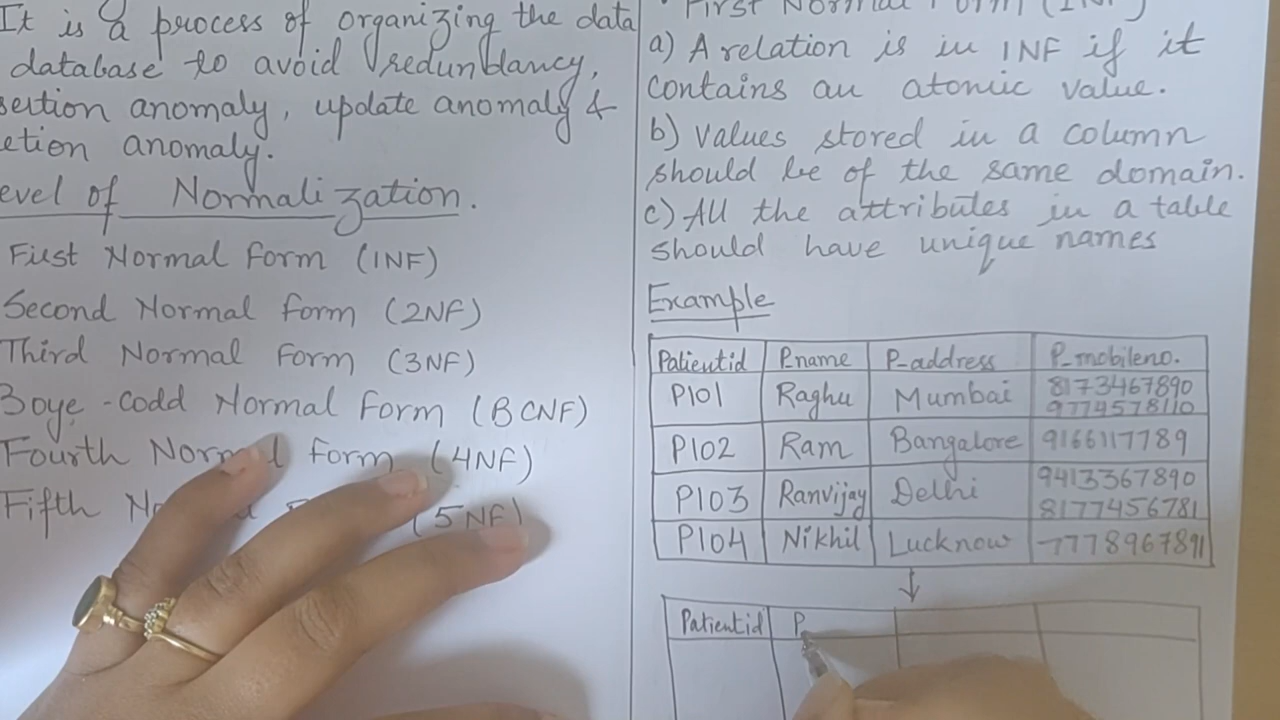 It is a process of organizing the data
database to avoid redundancy,
sertion anomaly, update anomaly &
etion anomaly.
evel of Normalization.
First Normal Form (1NF)
Second Normal Form (2NF)
Third Normal Form (3NF)
Boye-Codd Normal Form (BCNF)
Fourth Normal Form (4NF)
Fifth (5NF)
First Normal Form (1NF)
a) A relation is in 1NF if it
contains an atomic value.
b) Values stored in a column
should be of the same domain.
c) All the attributes in a table
should have unique names
Example
Patientid P_name P_address P_mobileno.
P101 Raghu Mumbai 8173467890
9774578110
P102 Ram Bangalore 9166117789
P103 Ranvijay Delhi 9413367890
8177456781
P104 Nikhil Lucknow 7778967891
Patientid P